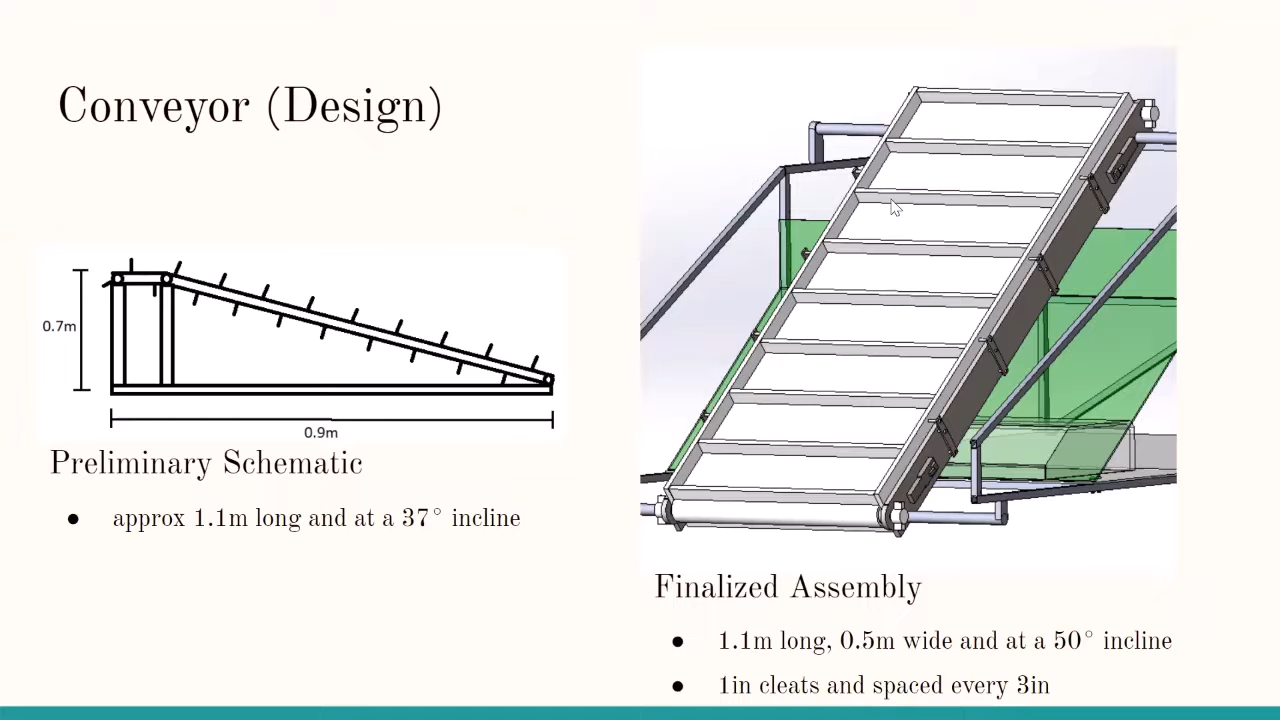 Conveyor (Design)
0.7m
0.9m
Preliminary Schematic
● approx 1.1m long and at a 37° incline
Finalized Assembly
● 1.1m long, 0.5m wide and at a 50° incline
● 1in cleats and spaced every 3in